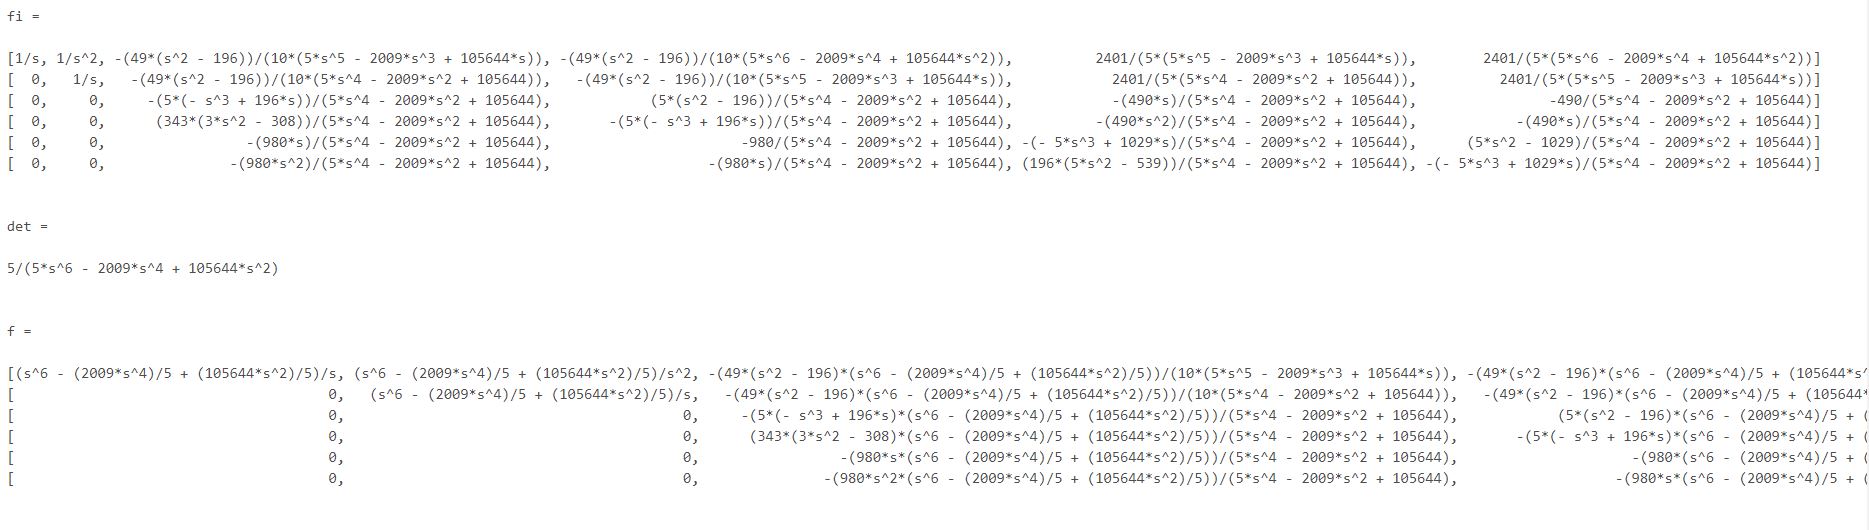 fi =
[1/s, 1/s^2, -(49*(s^2 - 196))/(10*(5*s^5 - 2009*s^3 + 105644*s)), -(49*(s^2 - 196))/(10*(5*s^6 - 2009*s^4 + 105644*s^2)), 2401/(5*(5*s^5 - 2009*s^3 + 105644*s)), 2401/(5*(5*s^6 - 2009*s^4 + 105644*s^2))]
[ 0, 1/s, -(49*(s^2 - 196))/(10*(5*s^4 - 2009*s^2 + 105644)), -(49*(s^2 - 196))/(10*(5*s^5 - 2009*s^3 + 105644*s)), 2401/(5*(5*s^4 - 2009*s^2 + 105644)), 2401/(5*(5*s^5 - 2009*s^3 + 105644*s))]
[ 0, 0, -(5*(- s^3 + 196*s))/(5*s^4 - 2009*s^2 + 105644), (5*(s^2 - 196))/(5*s^4 - 2009*s^2 + 105644), -(490*s)/(5*s^4 - 2009*s^2 + 105644), -490/(5*s^4 - 2009*s^2 + 105644)]
[ 0, 0, (343*(3*s^2 - 308))/(5*s^4 - 2009*s^2 + 105644), -(5*(- s^3 + 196*s))/(5*s^4 - 2009*s^2 + 105644), -(490*s^2)/(5*s^4 - 2009*s^2 + 105644), -(490*s)/(5*s^4 - 2009*s^2 + 105644)]
[ 0, 0, -(980*s)/(5*s^4 - 2009*s^2 + 105644), -980/(5*s^4 - 2009*s^2 + 105644), -(- 5*s^3 + 1029*s)/(5*s^4 - 2009*s^2 + 105644), (5*s^2 - 1029)/(5*s^4 - 2009*s^2 + 105644)]
[ 0, 0, -(980*s^2)/(5*s^4 - 2009*s^2 + 105644), -(980*s)/(5*s^4 - 2009*s^2 + 105644), (196*(5*s^2 - 539))/(5*s^4 - 2009*s^2 + 105644), -(- 5*s^3 + 1029*s)/(5*s^4 - 2009*s^2 + 105644)]
det =
5/(5*s^6 - 2009*s^4 + 105644*s^2)
f =
[(s^6 - (2009*s^4)/5 + (105644*s^2)/5)/s, (s^6 - (2009*s^4)/5 + (105644*s^2)/5)/s^2, -(49*(s^2 - 196)*(s^6 - (2009*s^4)/5 + (105644*s^2)/5))/(10*(5*s^5 - 2009*s^3 + 105644*s)), -(49*(s^2 - 196)*(s^6 - (2009*s^4)/5 + (105644*s^
[ 0, (s^6 - (2009*s^4)/5 + (105644*s^2)/5)/s, -(49*(s^2 - 196)*(s^6 - (2009*s^4)/5 + (105644*s^2)/5))/(10*(5*s^4 - 2009*s^2 + 105644)), -(49*(s^2 - 196)*(s^6 - (2009*s^4)/5 + (105644*
[ 0, 0, -(5*(- s^3 + 196*s)*(s^6 - (2009*s^4)/5 + (105644*s^2)/5))/(5*s^4 - 2009*s^2 + 105644), (5*(s^2 - 196)*(s^6 - (2009*s^4)/5 + (
[ 0, 0, (343*(3*s^2 - 308)*(s^6 - (2009*s^4)/5 + (105644*s^2)/5))/(5*s^4 - 2009*s^2 + 105644), -(5*(- s^3 + 196*s)*(s^6 - (2009*s^4)/5 + (
[ 0, 0, -(980*s*(s^6 - (2009*s^4)/5 + (105644*s^2)/5))/(5*s^4 - 2009*s^2 + 105644), -(980*(s^6 - (2009*s^4)/5 + (
[ 0, 0, -(980*s^2*(s^6 - (2009*s^4)/5 + (105644*s^2)/5))/(5*s^4 - 2009*s^2 + 105644), -(980*s*(s^6 - (2009*s^4)/5 + (